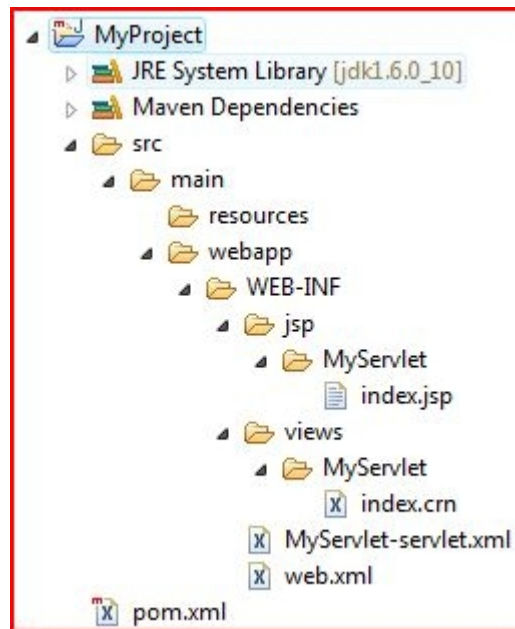 MyProject
JRE System Library [jdk1.6.0_10]
Maven Dependencies
src
main
resources
webapp
WEB-INF
jsp
MyServlet
index.jsp
views
MyServlet
index.crn
MyServlet-servlet.xml
web.xml
pom.xml